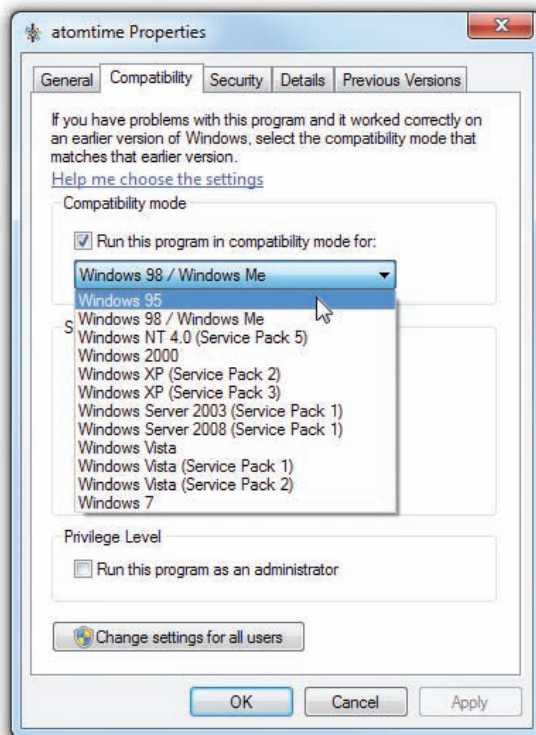 atomtime Properties
General Compatibility Security Details Previous Versions
If you have problems with this program and it worked correctly on
an earlier version of Windows, select the compatibility mode that
matches that earlier version.
Help me choose the settings
Compatibility mode
Run this program in compatibility mode for:
Windows 98 / Windows Me
Windows 95
Windows 98 / Windows Me
Windows NT 4.0 (Service Pack 5)
Windows 2000
Windows XP (Service Pack 2)
Windows XP (Service Pack 3)
Windows Server 2003 (Service Pack 1)
Windows Server 2008 (Service Pack 1)
Windows Vista
Windows Vista (Service Pack 1)
Windows Vista (Service Pack 2)
Windows 7
Privilege Level
Run this program as an administrator
Change settings for all users
OK Cancel Apply